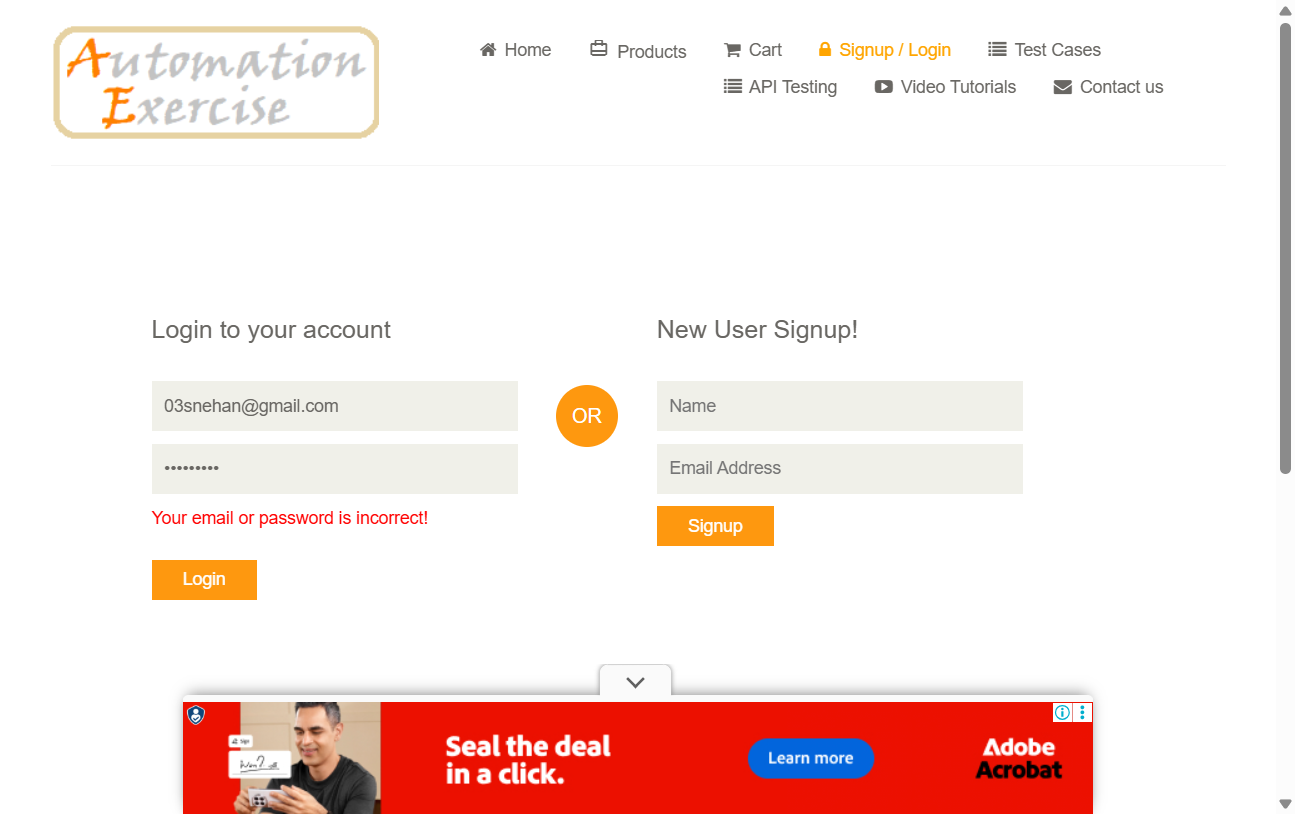 Automation
Exercise
Home
Products
Cart
Signup / Login
Test Cases
API Testing
Video Tutorials
Contact us
Login to your account
03snehan@gmail.com
•••••••••
Your email or password is incorrect!
Login
OR
New User Signup!
Name
Email Address
Signup
Seal the deal
in a click.
Learn more
Adobe
Acrobat